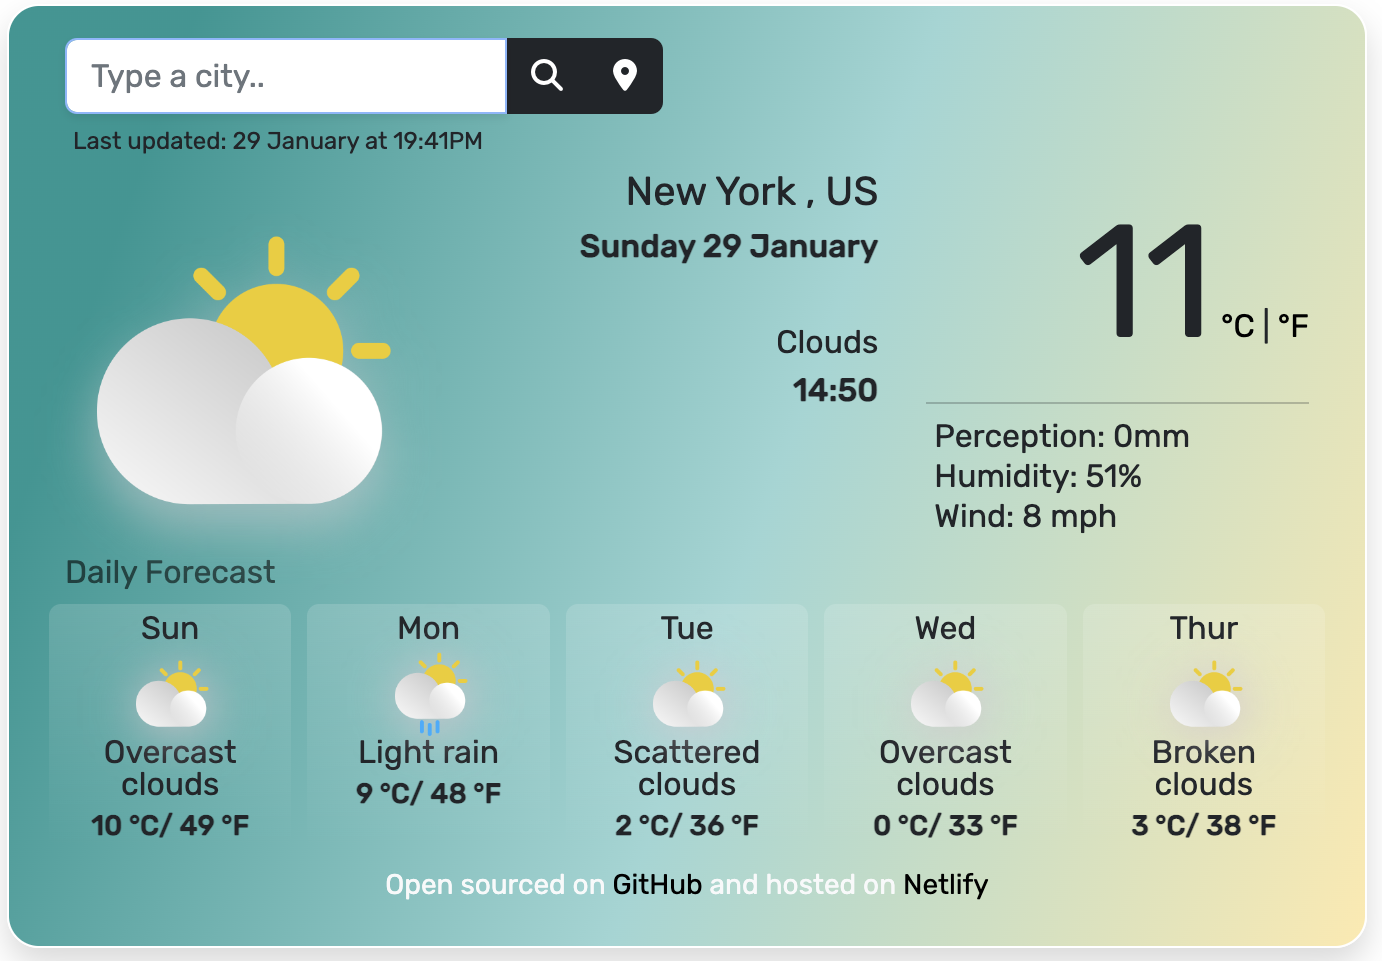 Type a city..
Last updated: 29 January at 19:41PM
New York , US
Sunday 29 January
Clouds
14:50
11 °C | °F
Perception: 0mm
Humidity: 51%
Wind: 8 mph
Daily Forecast
Sun
Overcast
clouds
10 °C/ 49 °F
Mon
Light rain
9 °C/ 48 °F
Tue
Scattered
clouds
2 °C/ 36 °F
Wed
Overcast
clouds
0 °C/ 33 °F
Thur
Broken
clouds
3 °C/ 38 °F
Open sourced on GitHub and hosted on Netlify